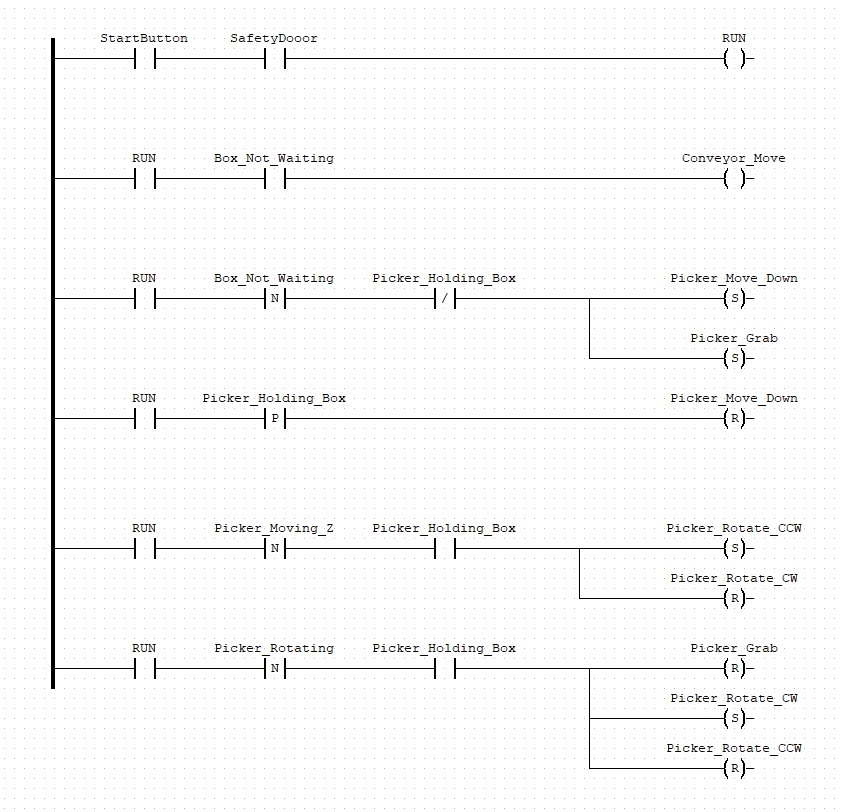 StartButton SafetyDooor RUN
RUN Box_Not_Waiting Conveyor_Move
RUN Box_Not_Waiting Picker_Holding_Box Picker_Move_Down
N / S
Picker_Grab
S
RUN Picker_Holding_Box Picker_Move_Down
P R
RUN Picker_Moving_Z Picker_Holding_Box Picker_Rotate_CCW
N S
Picker_Rotate_CW
R
RUN Picker_Rotating Picker_Holding_Box Picker_Grab
N R
Picker_Rotate_CW
S
Picker_Rotate_CCW
R